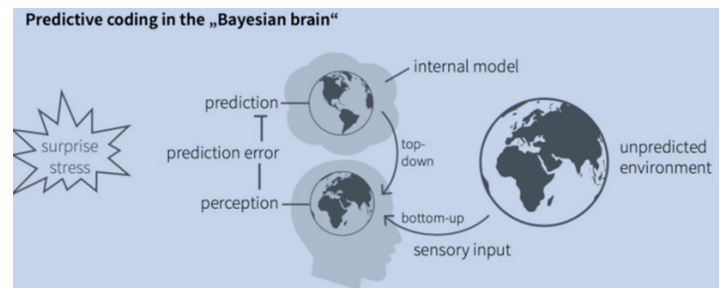 Predictive coding in the „Bayesian brain“
internal model
prediction
surprise
stress
prediction error
top-
down
unpredicted
environment
perception
bottom-up
sensory input